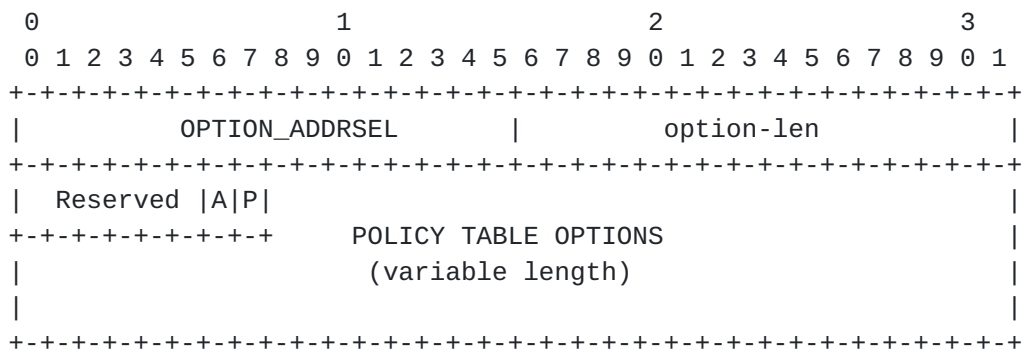 0                   1                   2                   3
 0 1 2 3 4 5 6 7 8 9 0 1 2 3 4 5 6 7 8 9 0 1 2 3 4 5 6 7 8 9 0 1
+-+-+-+-+-+-+-+-+-+-+-+-+-+-+-+-+-+-+-+-+-+-+-+-+-+-+-+-+-+-+-+-+
|          OPTION_ADDRSEL       |         option-len            |
+-+-+-+-+-+-+-+-+-+-+-+-+-+-+-+-+-+-+-+-+-+-+-+-+-+-+-+-+-+-+-+-+
|  Reserved |A|P|                                               |
+-+-+-+-+-+-+-+-+     POLICY TABLE OPTIONS                      |
|                      (variable length)                        |
|                                                               |
+-+-+-+-+-+-+-+-+-+-+-+-+-+-+-+-+-+-+-+-+-+-+-+-+-+-+-+-+-+-+-+-+